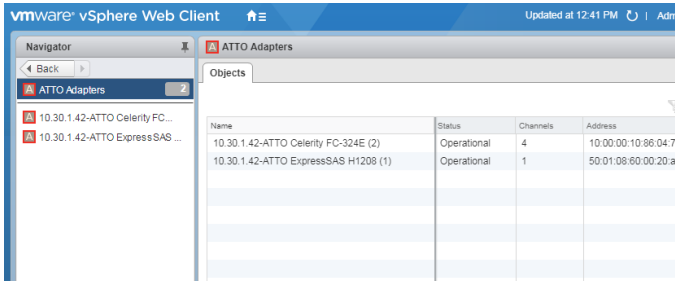 vmware® vSphere Web Client
Updated at 12:41 PM | Adm
Navigator
Back
ATTO Adapters 2
10.30.1.42-ATTO Celerity FC...
10.30.1.42-ATTO ExpressSAS ...
A ATTO Adapters
Objects
Name Status Channels Address
10.30.1.42-ATTO Celerity FC-324E (2) Operational 4 10:00:00:10:86:04:7
10.30.1.42-ATTO ExpressSAS H1208 (1) Operational 1 50:01:08:60:00:20:a